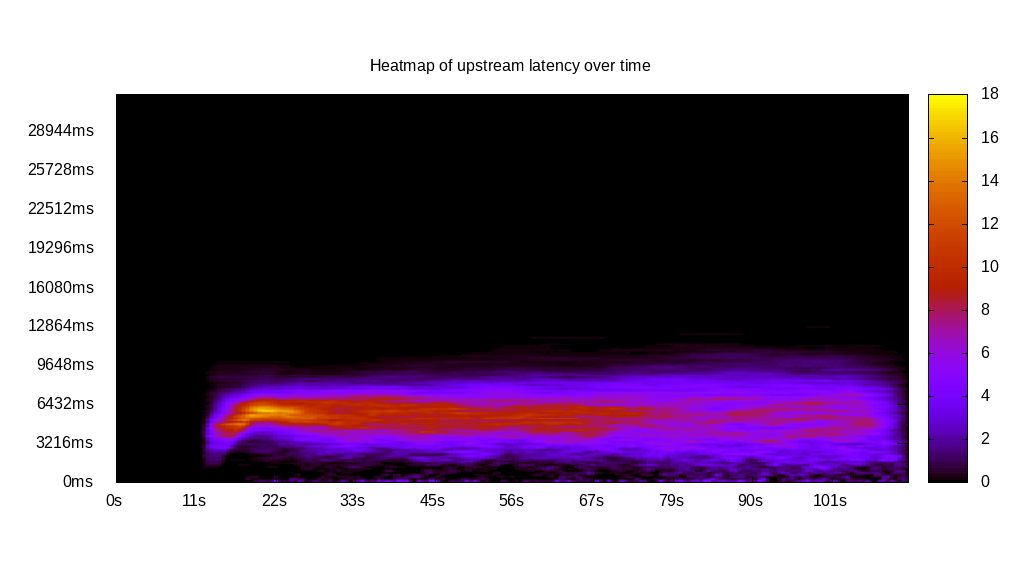 Heatmap of upstream latency over time
28944ms
25728ms
22512ms
19296ms
16080ms
12864ms
9648ms
6432ms
3216ms
0ms
0s 11s 22s 33s 45s 56s 67s 79s 90s 101s
18
16
14
12
10
8
6
4
2
0